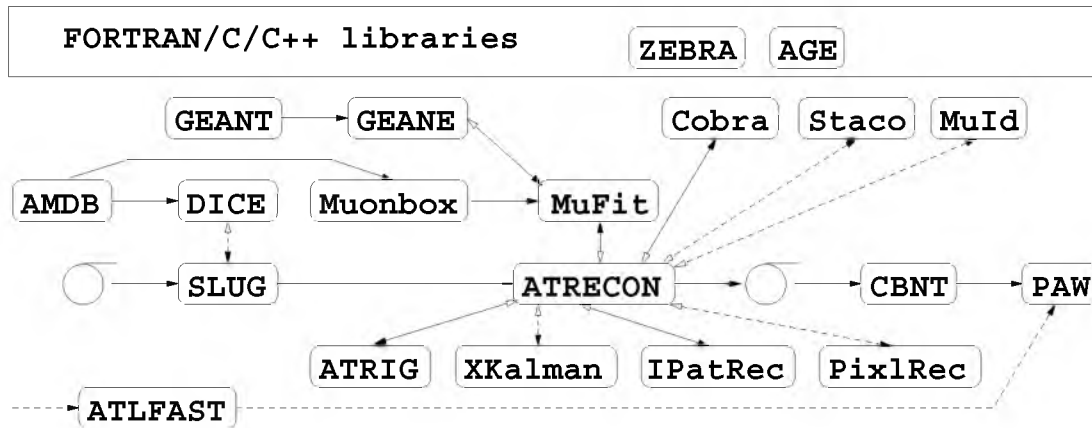 FORTRAN/C/C++ libraries
ZEBRA AGE
GEANT GEANE Cobra Staco MuId
AMDB DICE Muonbox MuFit
SLUG ATRECON CBNT PAW
ATRIG XKalman IPatRec PixlRec
ATLFAST